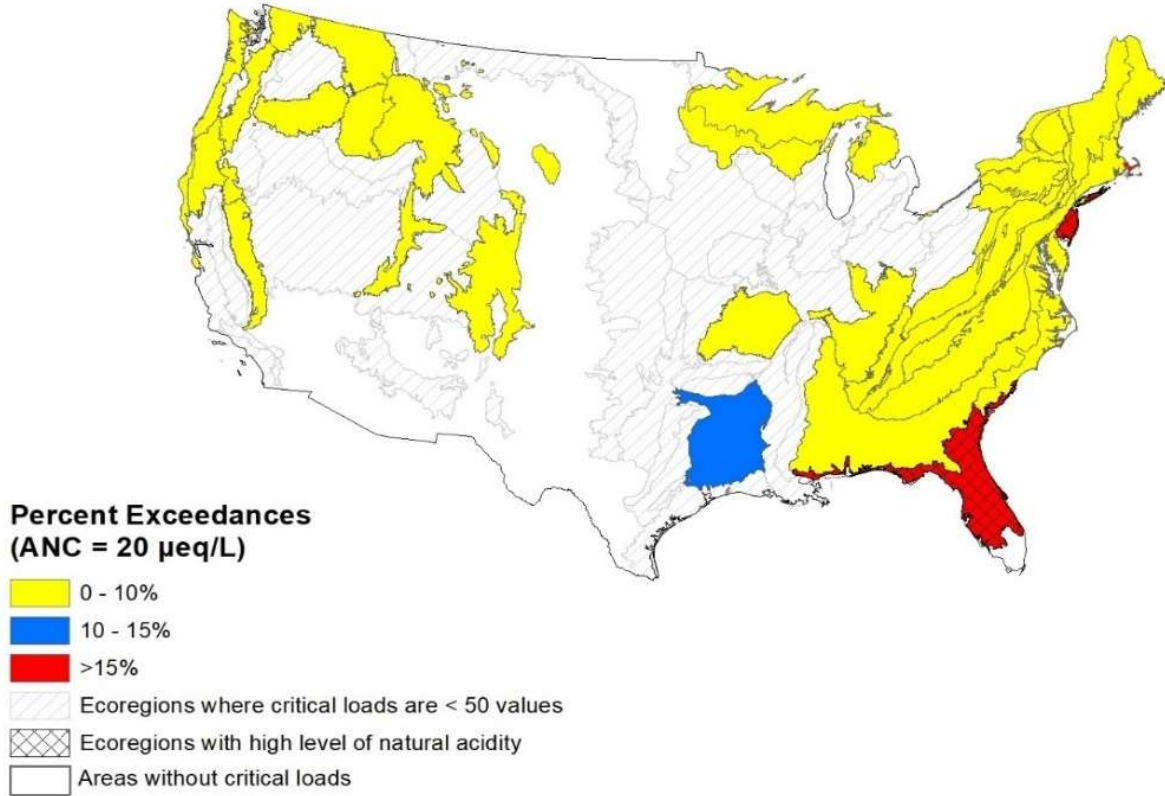 Percent Exceedances
(ANC = 20 µeq/L)
0 - 10%
10 - 15%
>15%
Ecoregions where critical loads are < 50 values
Ecoregions with high level of natural acidity
Areas without critical loads